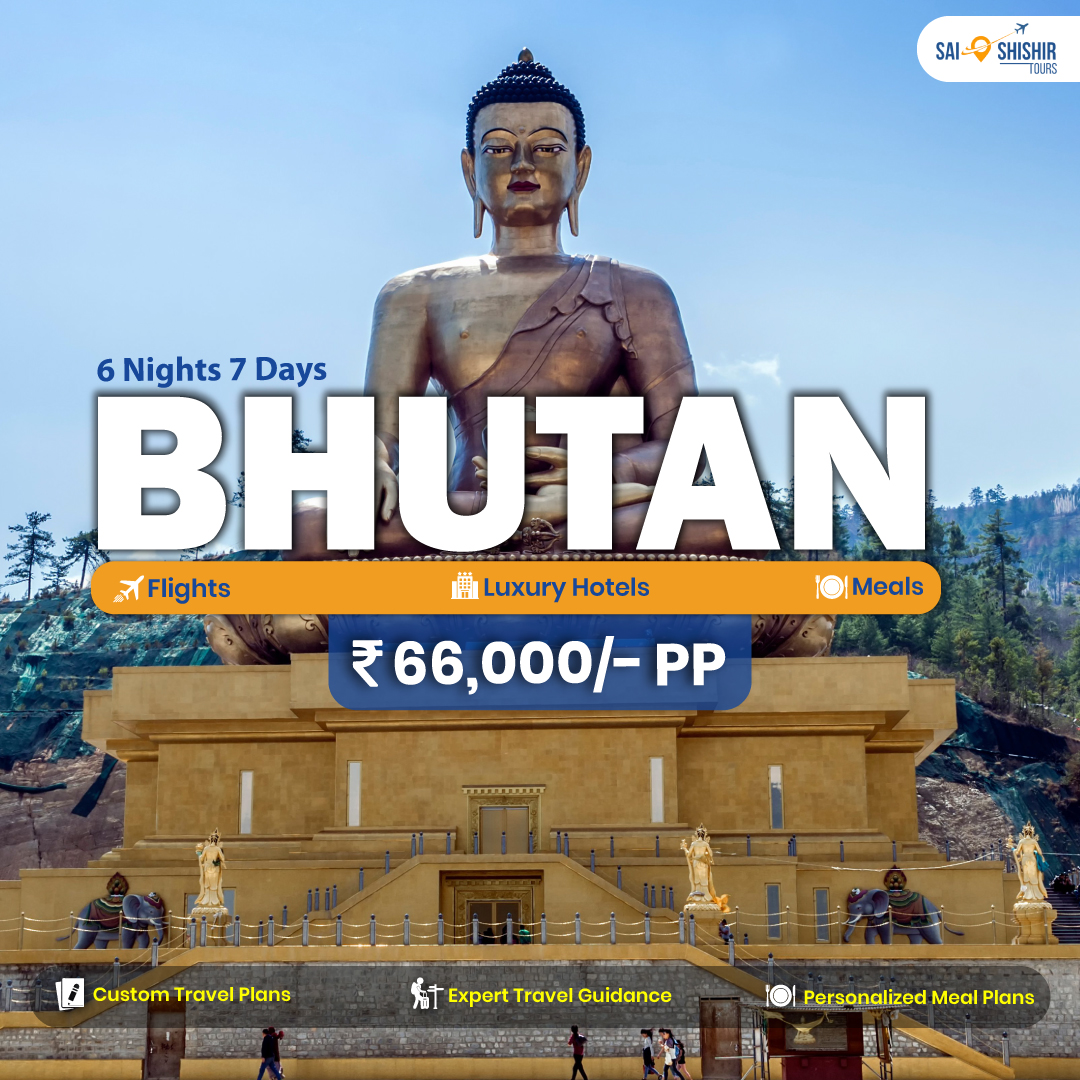 SAI SHISHIR
TOURS
6 Nights 7 Days
BHUTAN
Flights Luxury Hotels Meals
₹ 66,000/- PP
Custom Travel Plans Expert Travel Guidance Personalized Meal Plans